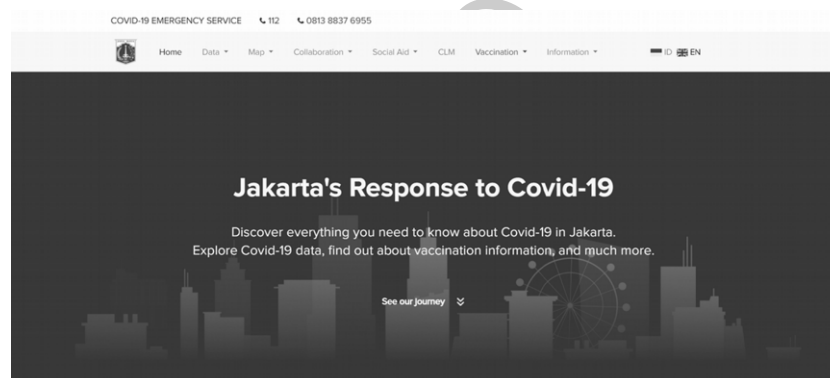 COVID-19 EMERGENCY SERVICE 112 0813 8837 6955
Home Data Map Collaboration Social Aid CLM Vaccination Information ID EN
Jakarta's Response to Covid-19
Discover everything you need to know about Covid-19 in Jakarta.
Explore Covid-19 data, find out about vaccination information, and much more.
See our journey